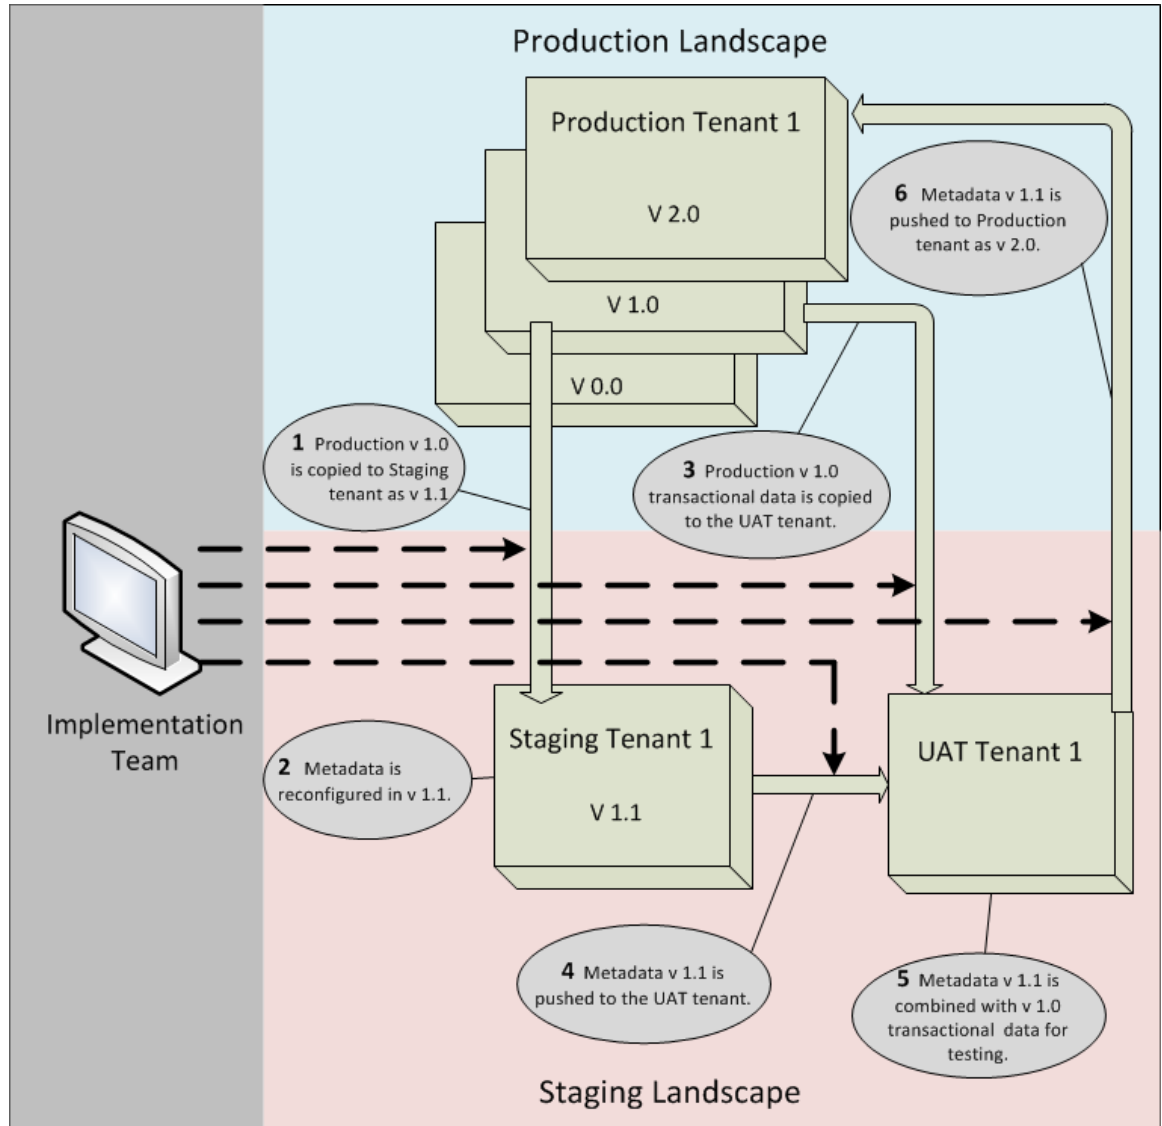 Production Landscape
Production Tenant 1
V 2.0
6 Metadata v 1.1 is
pushed to Production
tenant as v 2.0.
V 1.0
V 0.0
1 Production v 1.0
is copied to Staging
tenant as v 1.1
3 Production v 1.0
transactional data is copied
to the UAT tenant.
Implementation
Team
Staging Tenant 1
V 1.1
UAT Tenant 1
2 Metadata is
reconfigured in v 1.1.
4 Metadata v 1.1 is
pushed to the UAT tenant.
5 Metadata v 1.1 is
combined with v 1.0
transactional data for
testing.
Staging Landscape